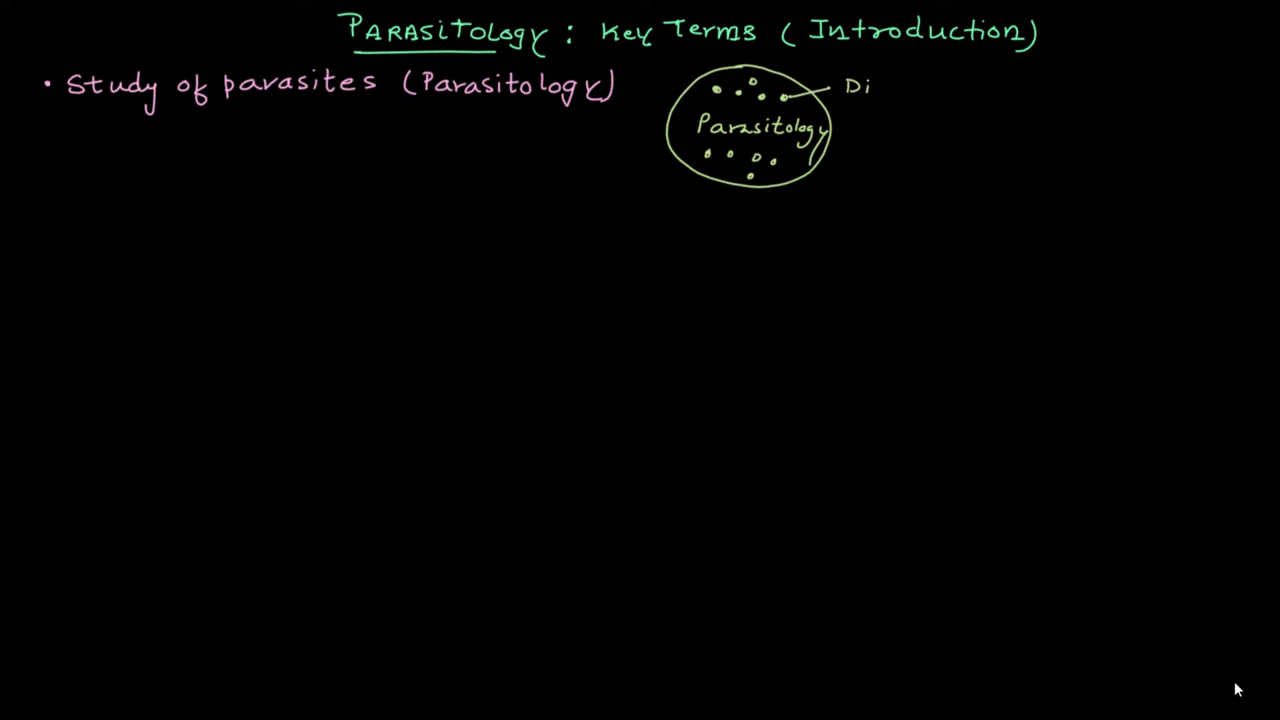 PARASITOLOGY : Key Terms ( Introduction )
• Study of parasites (Parasitology)
Di
Parasitology